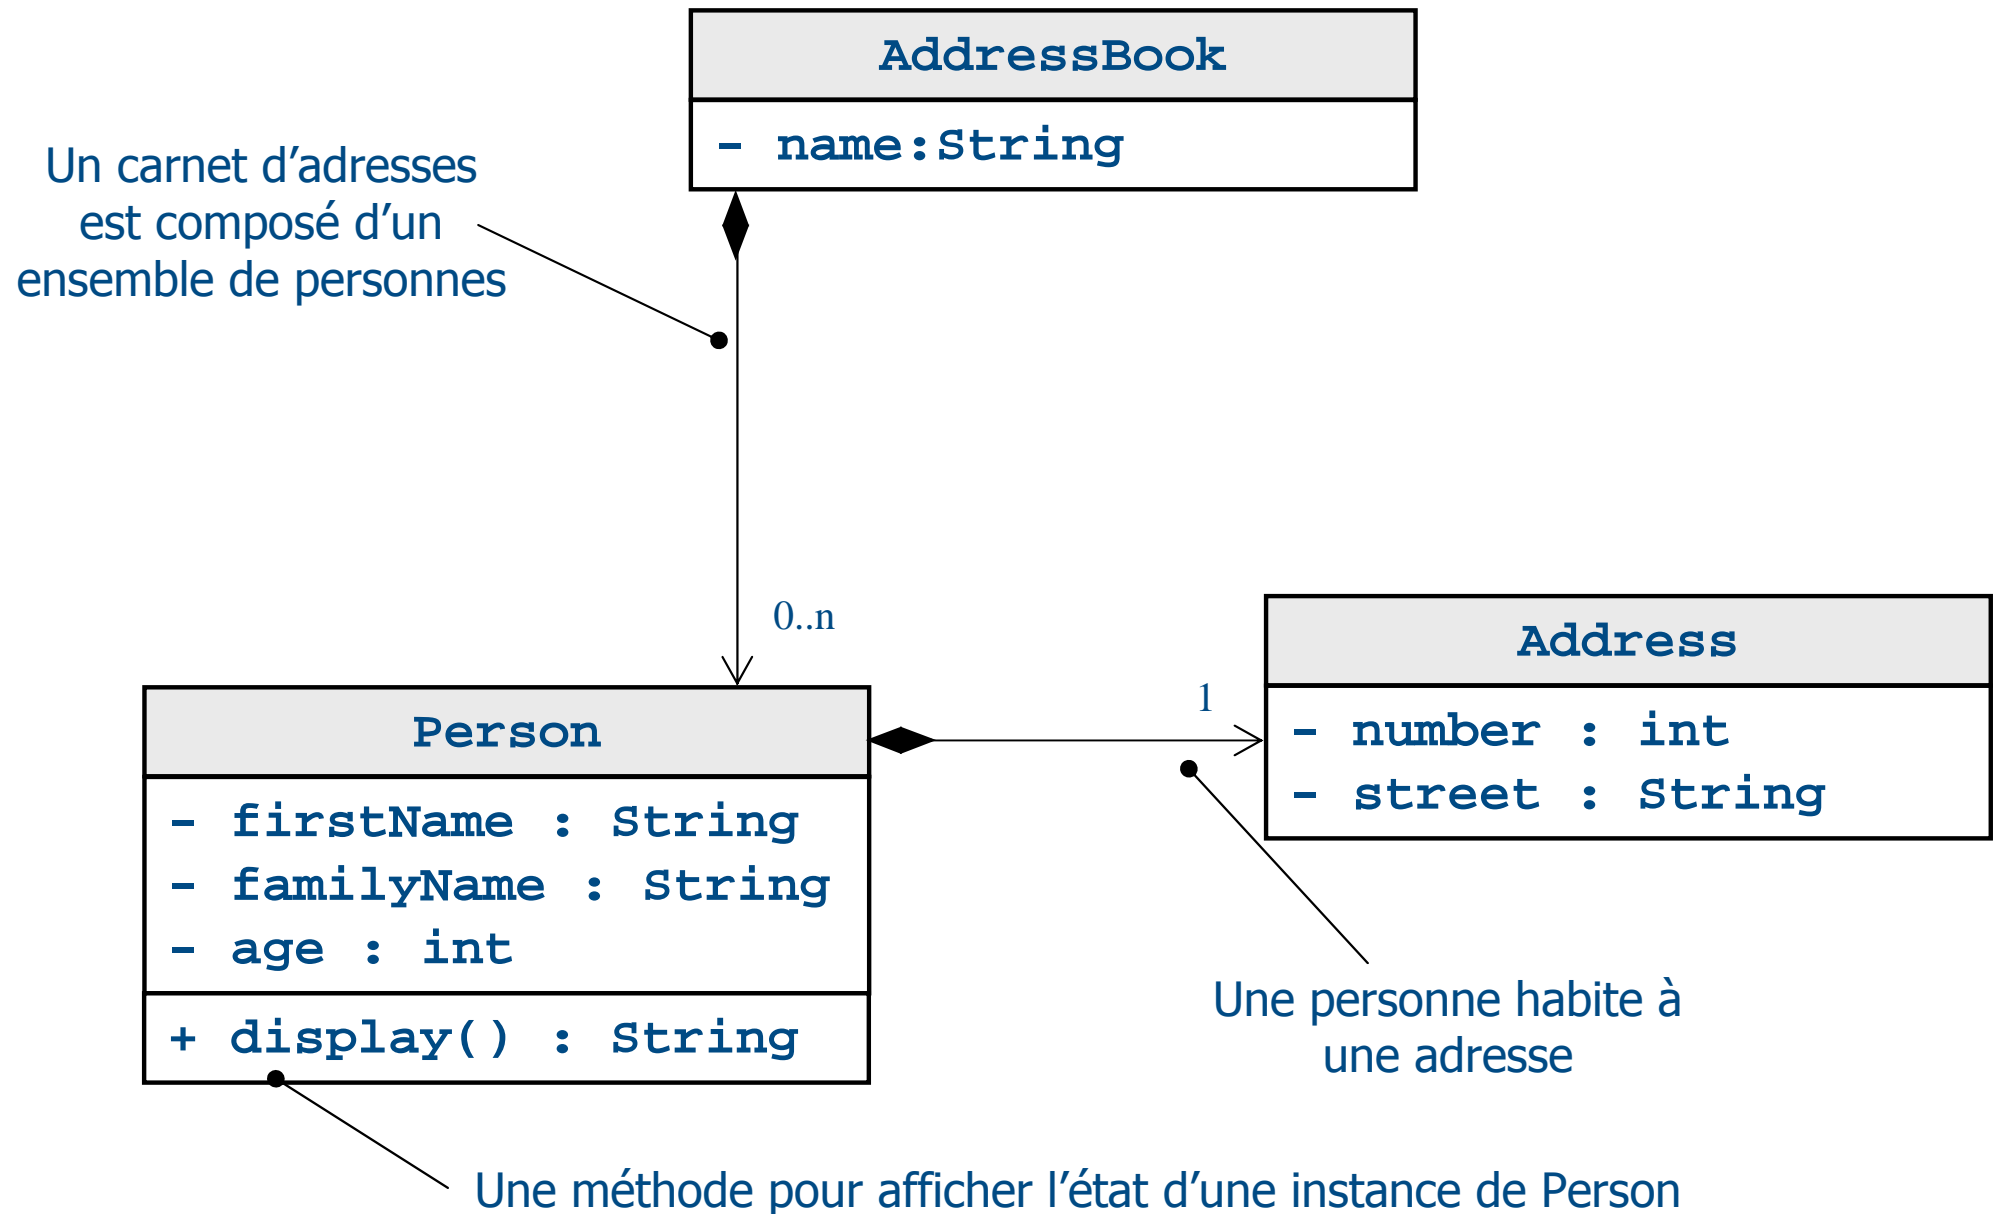 AddressBook
- name:String
Un carnet d’adresses
est composé d’un
ensemble de personnes
0..n
Person
- firstName : String
- familyName : String
- age : int
+ display() : String
1
Address
- number : int
- street : String
Une personne habite à
une adresse
Une méthode pour afficher l’état d’une instance de Person